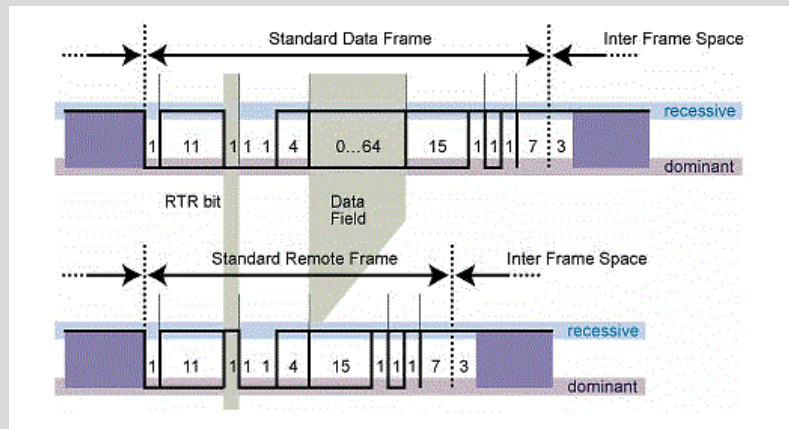 Standard Data Frame Inter Frame Space
recessive
1 11 1 1 1 4 0...64 15 1 1 1 7 3
dominant
RTR bit Data
Field
Standard Remote Frame Inter Frame Space
recessive
1 11 1 1 1 4 15 1 1 1 7 3
dominant